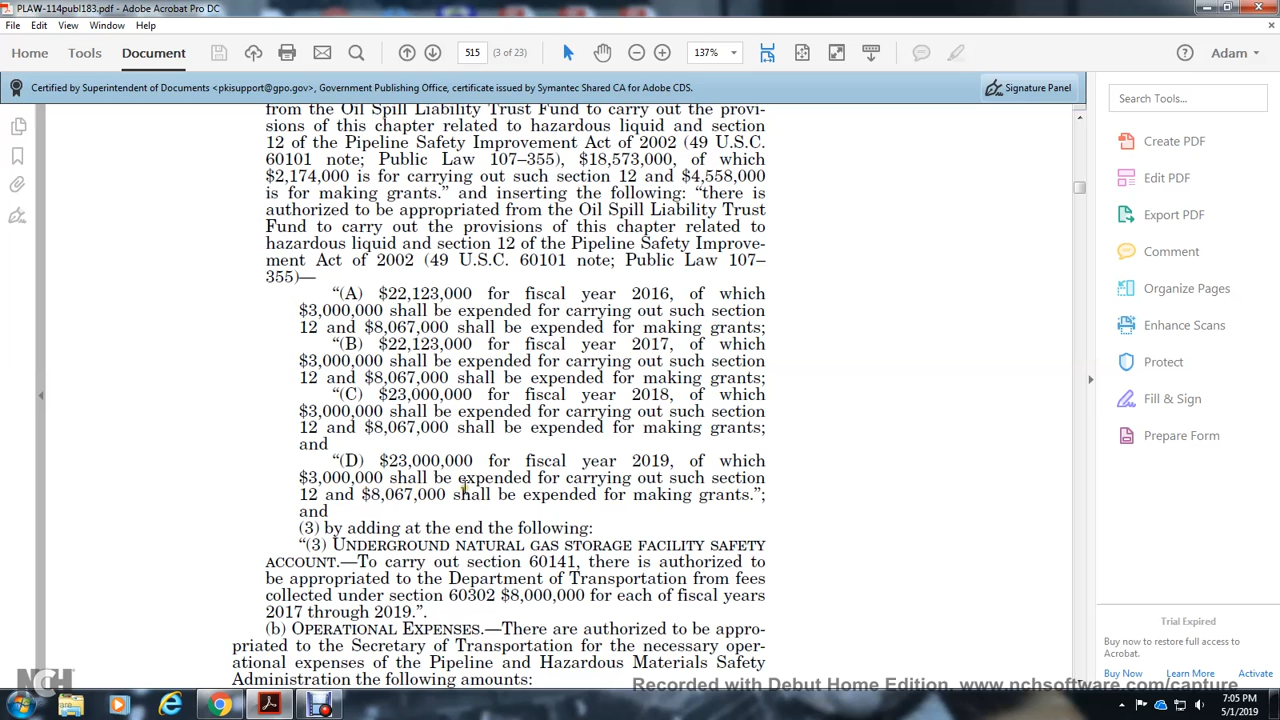 PLAW-114publ183.pdf - Adobe Acrobat Pro DC
File Edit View Window Help
Home Tools Document 515 (3 of 23) 137% Adam
Certified by Superintendent of Documents <pkisupport@gpo.gov>, Government Publishing Office, certificate issued by Symantec Shared CA for Adobe CDS. Signature Panel
from the Oil Spill Liability Trust Fund to carry out the provi-
sions of this chapter related to hazardous liquid and section
12 of the Pipeline Safety Improvement Act of 2002 (49 U.S.C.
60101 note; Public Law 107–355), $18,573,000, of which
$2,174,000 is for carrying out such section 12 and $4,558,000
is for making grants.” and inserting the following: “there is
authorized to be appropriated from the Oil Spill Liability Trust
Fund to carry out the provisions of this chapter related to
hazardous liquid and section 12 of the Pipeline Safety Improve-
ment Act of 2002 (49 U.S.C. 60101 note; Public Law 107–
355)—
“(A) $22,123,000 for fiscal year 2016, of which
$3,000,000 shall be expended for carrying out such section
12 and $8,067,000 shall be expended for making grants;
“(B) $22,123,000 for fiscal year 2017, of which
$3,000,000 shall be expended for carrying out such section
12 and $8,067,000 shall be expended for making grants;
“(C) $23,000,000 for fiscal year 2018, of which
$3,000,000 shall be expended for carrying out such section
12 and $8,067,000 shall be expended for making grants;
and
“(D) $23,000,000 for fiscal year 2019, of which
$3,000,000 shall be expended for carrying out such section
12 and $8,067,000 shall be expended for making grants.”;
and
(3) by adding at the end the following:
“(3) UNDERGROUND NATURAL GAS STORAGE FACILITY SAFETY
ACCOUNT.—To carry out section 60141, there is authorized to
be appropriated to the Department of Transportation from fees
collected under section 60302 $8,000,000 for each of fiscal years
2017 through 2019.”.
(b) OPERATIONAL EXPENSES.—There are authorized to be appro-
priated to the Secretary of Transportation for the necessary oper-
ational expenses of the Pipeline and Hazardous Materials Safety
Administration the following amounts:
Search Tools...
Create PDF
Edit PDF
Export PDF
Comment
Organize Pages
Enhance Scans
Protect
Fill & Sign
Prepare Form
Trial Expired
Buy now to restore full access to
Acrobat.
Buy Now Learn More Activate
NCH
Recorded with Debut Home Edition. www.nchsoftware.com/capture
7:05 PM
5/1/2019